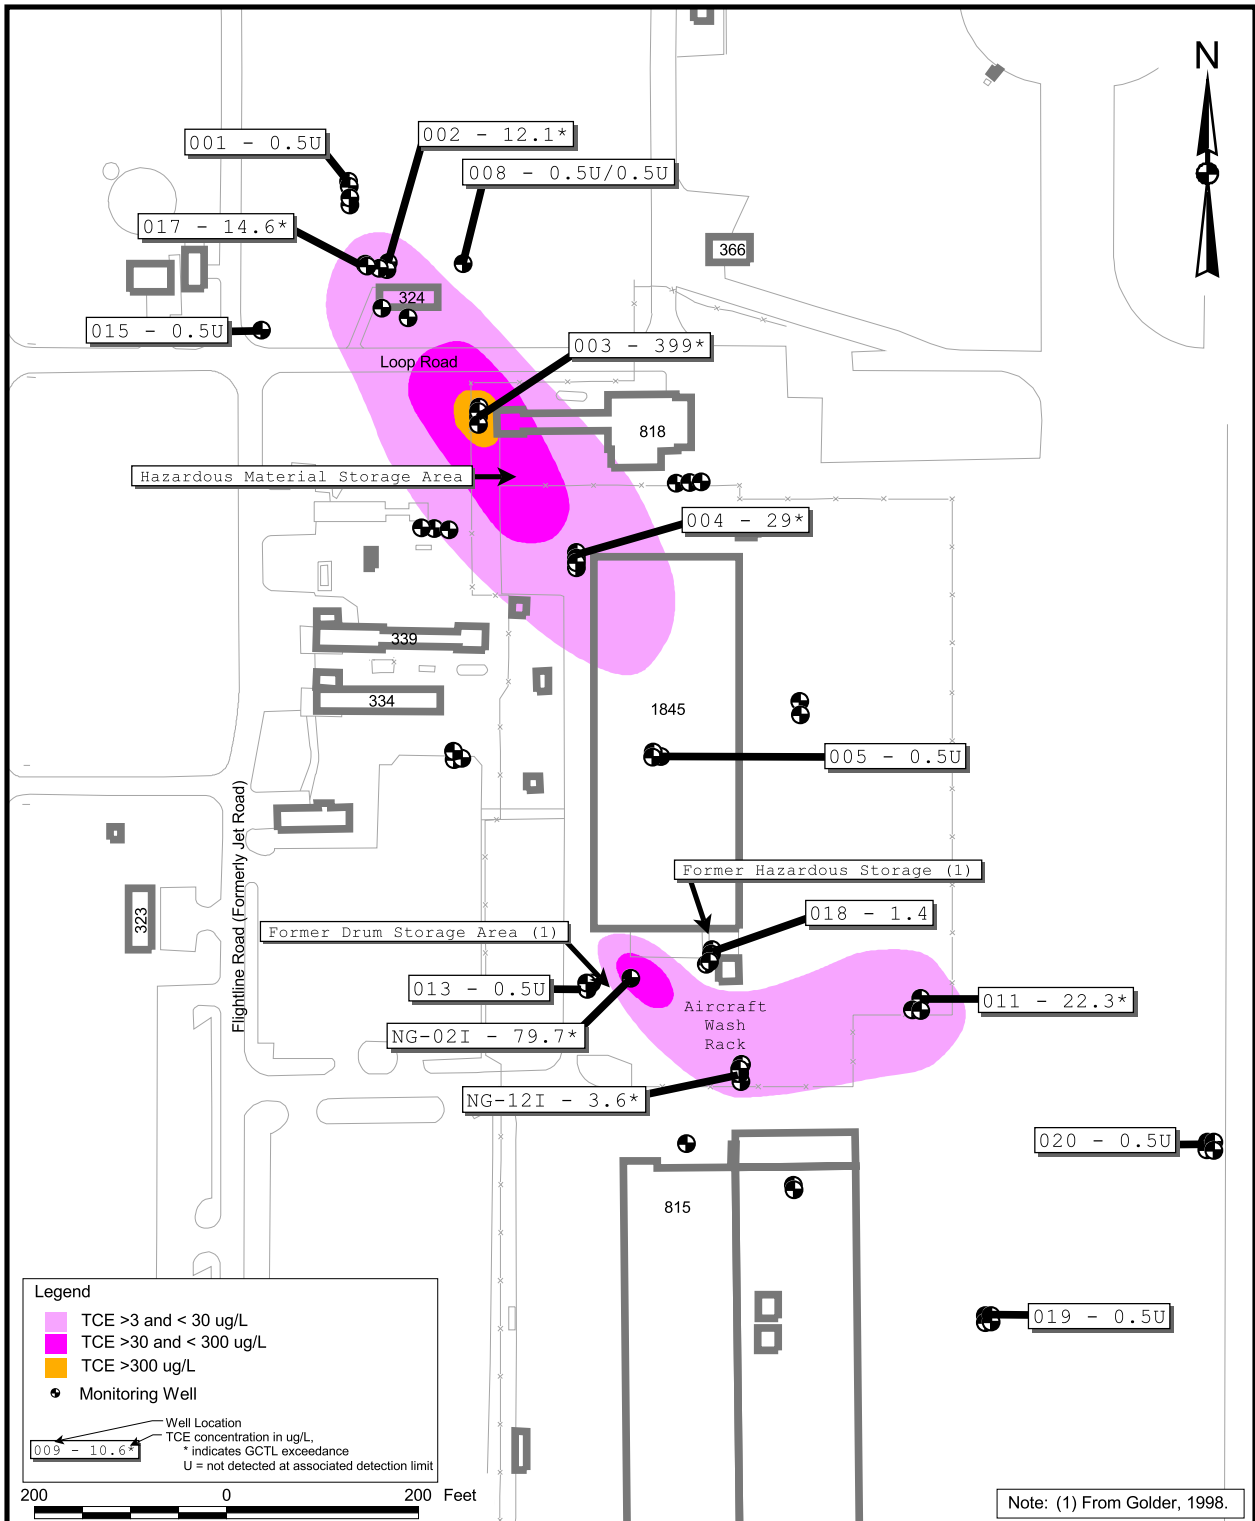 N
001 - 0.5U
002 - 12.1*
008 - 0.5U/0.5U
017 - 14.6*
366
324
015 - 0.5U
003 - 399*
Loop Road
818
Hazardous Material Storage Area
004 - 29*
339
334
1845
005 - 0.5U
Flightline Road (Formerly Jet Road)
Former Hazardous Storage (1)
323
018 - 1.4
Former Drum Storage Area (1)
013 - 0.5U
011 - 22.3*
Aircraft
Wash
Rack
NG-02I - 79.7*
NG-12I - 3.6*
020 - 0.5U
815
019 - 0.5U
Legend
TCE >3 and < 30 ug/L
TCE >30 and < 300 ug/L
TCE >300 ug/L
Monitoring Well
Well Location
TCE concentration in ug/L,
009 - 10.6*
* indicates GCTL exceedance
U = not detected at associated detection limit
200 0 200 Feet
Note: (1) From Golder, 1998.